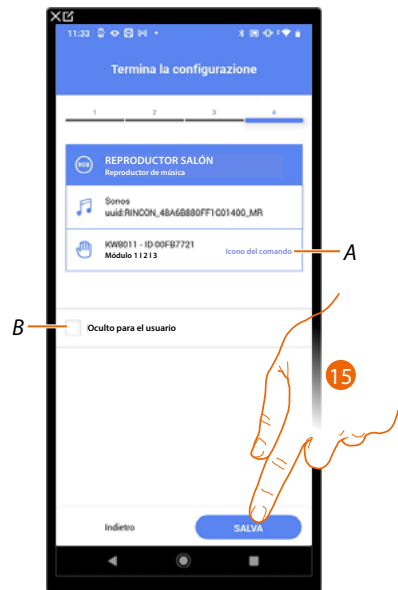 11:33
Termina la configurazione
1 2 3 4
REPRODUCTOR SALÓN
Reproductor de música
Sonos
uuid:RINCON_48A6B880FF1C01400_MR
KW8011 - ID 00FB7721
Módulo 1 I 2 I 3
Icono del comando
A
B
Oculto para el usuario
15
Indietro
SALVA